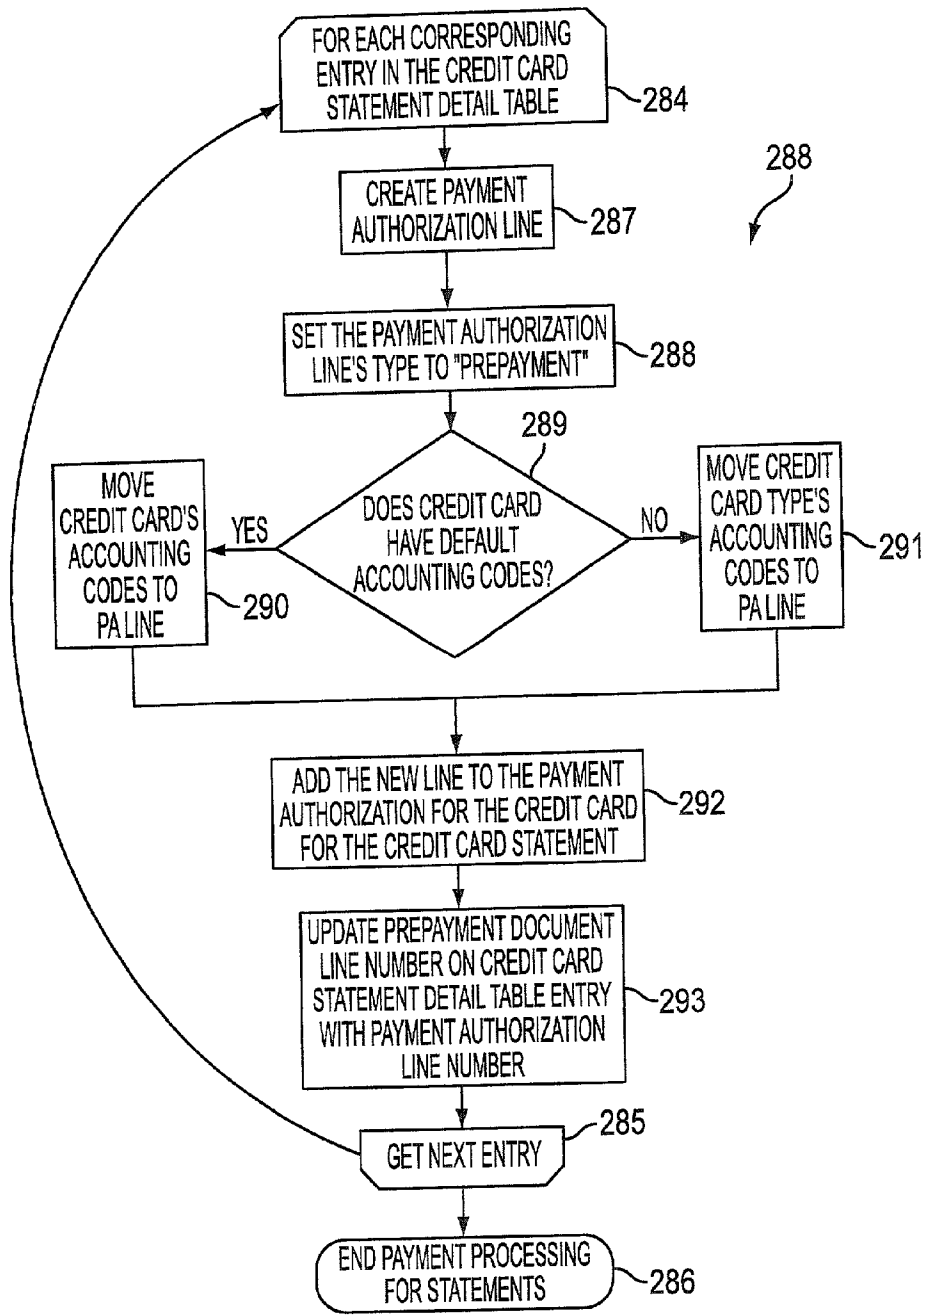 FOR EACH CORRESPONDING
ENTRY IN THE CREDIT CARD
STATEMENT DETAIL TABLE
284
288
CREATE PAYMENT
AUTHORIZATION LINE
287
SET THE PAYMENT AUTHORIZATION
LINE'S TYPE TO "PREPAYMENT"
288
289
DOES CREDIT CARD
HAVE DEFAULT
ACCOUNTING CODES?
YES
NO
MOVE
CREDIT CARD'S
ACCOUNTING
CODES TO
PA LINE
290
MOVE CREDIT
CARD TYPE'S
ACCOUNTING
CODES TO
PA LINE
291
ADD THE NEW LINE TO THE PAYMENT
AUTHORIZATION FOR THE CREDIT CARD
FOR THE CREDIT CARD STATEMENT
292
UPDATE PREPAYMENT DOCUMENT
LINE NUMBER ON CREDIT CARD
STATEMENT DETAIL TABLE ENTRY
WITH PAYMENT AUTHORIZATION
LINE NUMBER
293
GET NEXT ENTRY
285
END PAYMENT PROCESSING
FOR STATEMENTS
286